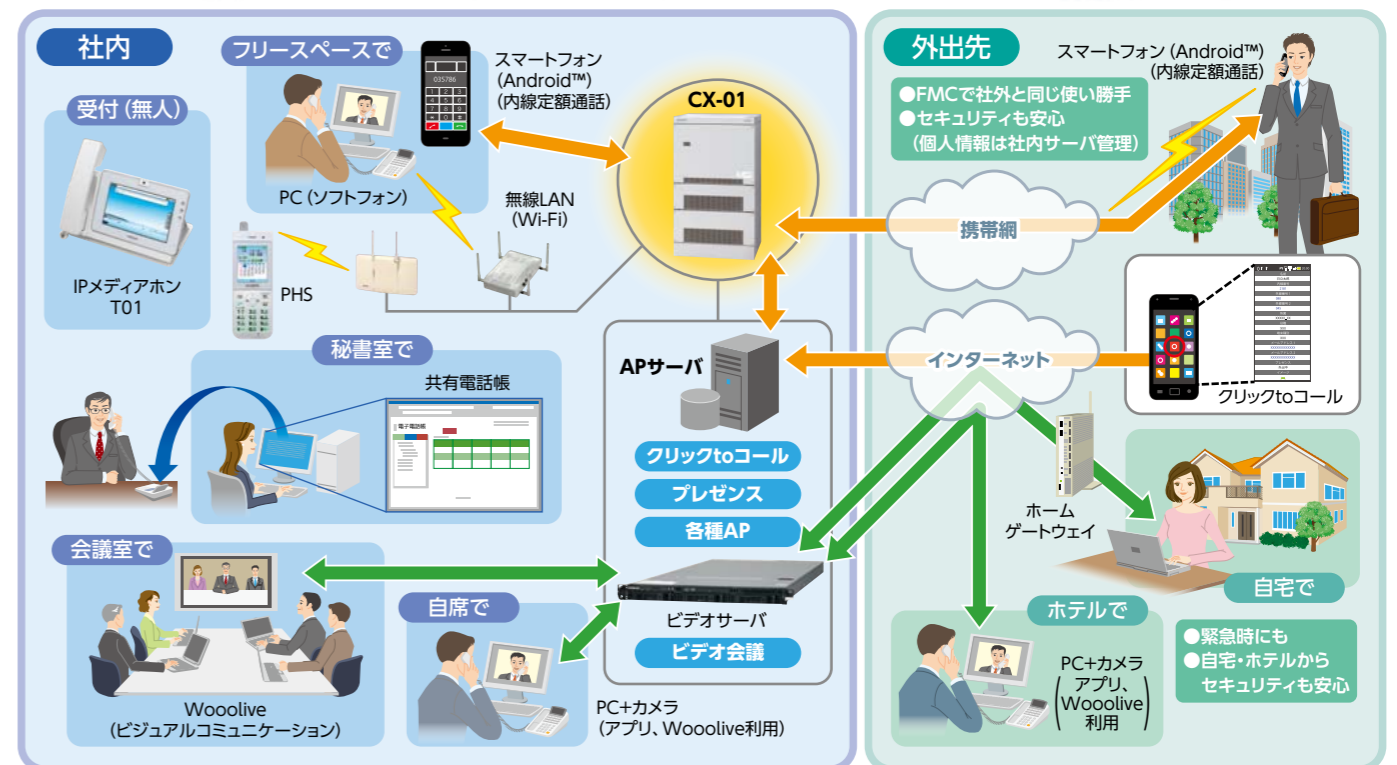 社内
フリースペースで
スマートフォン
(Android™)
(内線定額通話)
035786
PC(ソフトフォン)
受付(無人)
IPメディアホン
T01
PHS
無線LAN
(Wi-Fi)
CX-01
秘書室で
共有電話帳
電子電話帳
APサーバ
クリックtoコール
プレゼンス
各種AP
ビデオサーバ
ビデオ会議
会議室で
Wooolive
(ビジュアルコミュニケーション)
自席で
PC+カメラ
(アプリ、Wooolive利用)
外出先
スマートフォン(Android™)
(内線定額通話)
●FMCで社外と同じ使い勝手
●セキュリティも安心
(個人情報は社内サーバ管理)
携帯網
インターネット
クリックtoコール
ホーム
ゲートウェイ
自宅で
ホテルで
PC+カメラ
(アプリ、
Wooolive
利用)
●緊急時にも
●自宅・ホテルから
セキュリティも安心